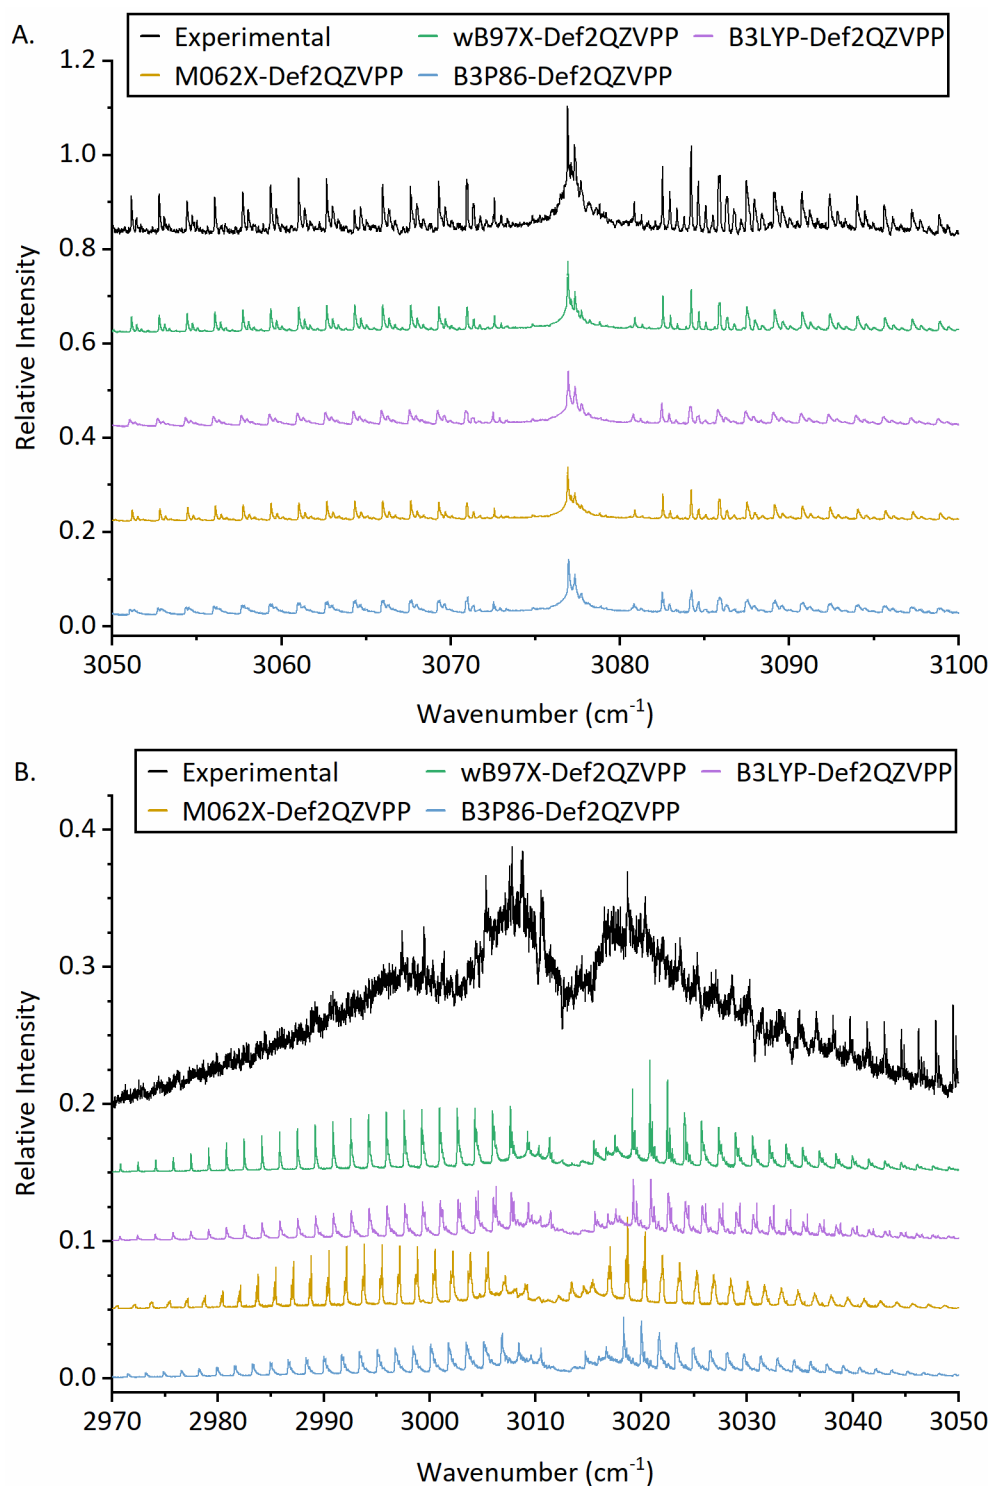 A.
Experimental wB97X-Def2QZVPP B3LYP-Def2QZVPP
M062X-Def2QZVPP B3P86-Def2QZVPP
1.2
1.0
0.8
0.6
0.4
0.2
0.0
Relative Intensity
3050 3060 3070 3080 3090 3100
Wavenumber (cm-1)
B.
Experimental wB97X-Def2QZVPP B3LYP-Def2QZVPP
M062X-Def2QZVPP B3P86-Def2QZVPP
0.4
0.3
0.2
0.1
0.0
Relative Intensity
2970 2980 2990 3000 3010 3020 3030 3040 3050
Wavenumber (cm-1)